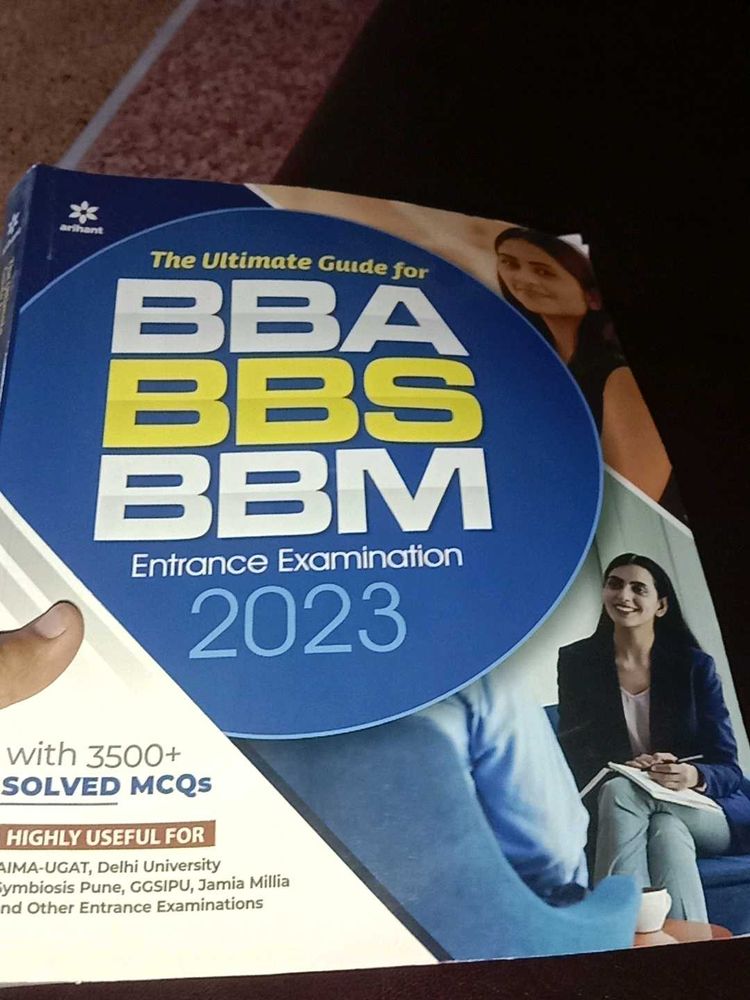 arihant
The Ultimate Guide for
BBA
BBS
BBM
Entrance Examination
2023
with 3500+
SOLVED MCQs
HIGHLY USEFUL FOR
AIMA-UGAT, Delhi University
Symbiosis Pune, GGSIPU, Jamia Millia
nd Other Entrance Examinations